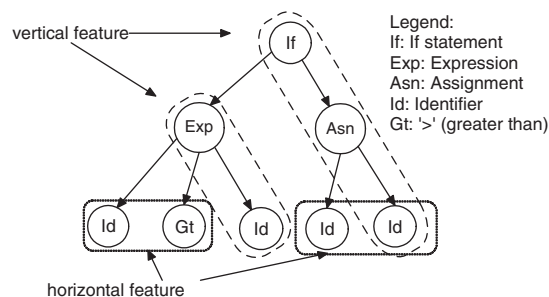 vertical feature
If
Exp
Asn
Id
Gt
Id
Id
Id
horizontal feature
Legend:
If: If statement
Exp: Expression
Asn: Assignment
Id: Identifier
Gt: '>' (greater than)